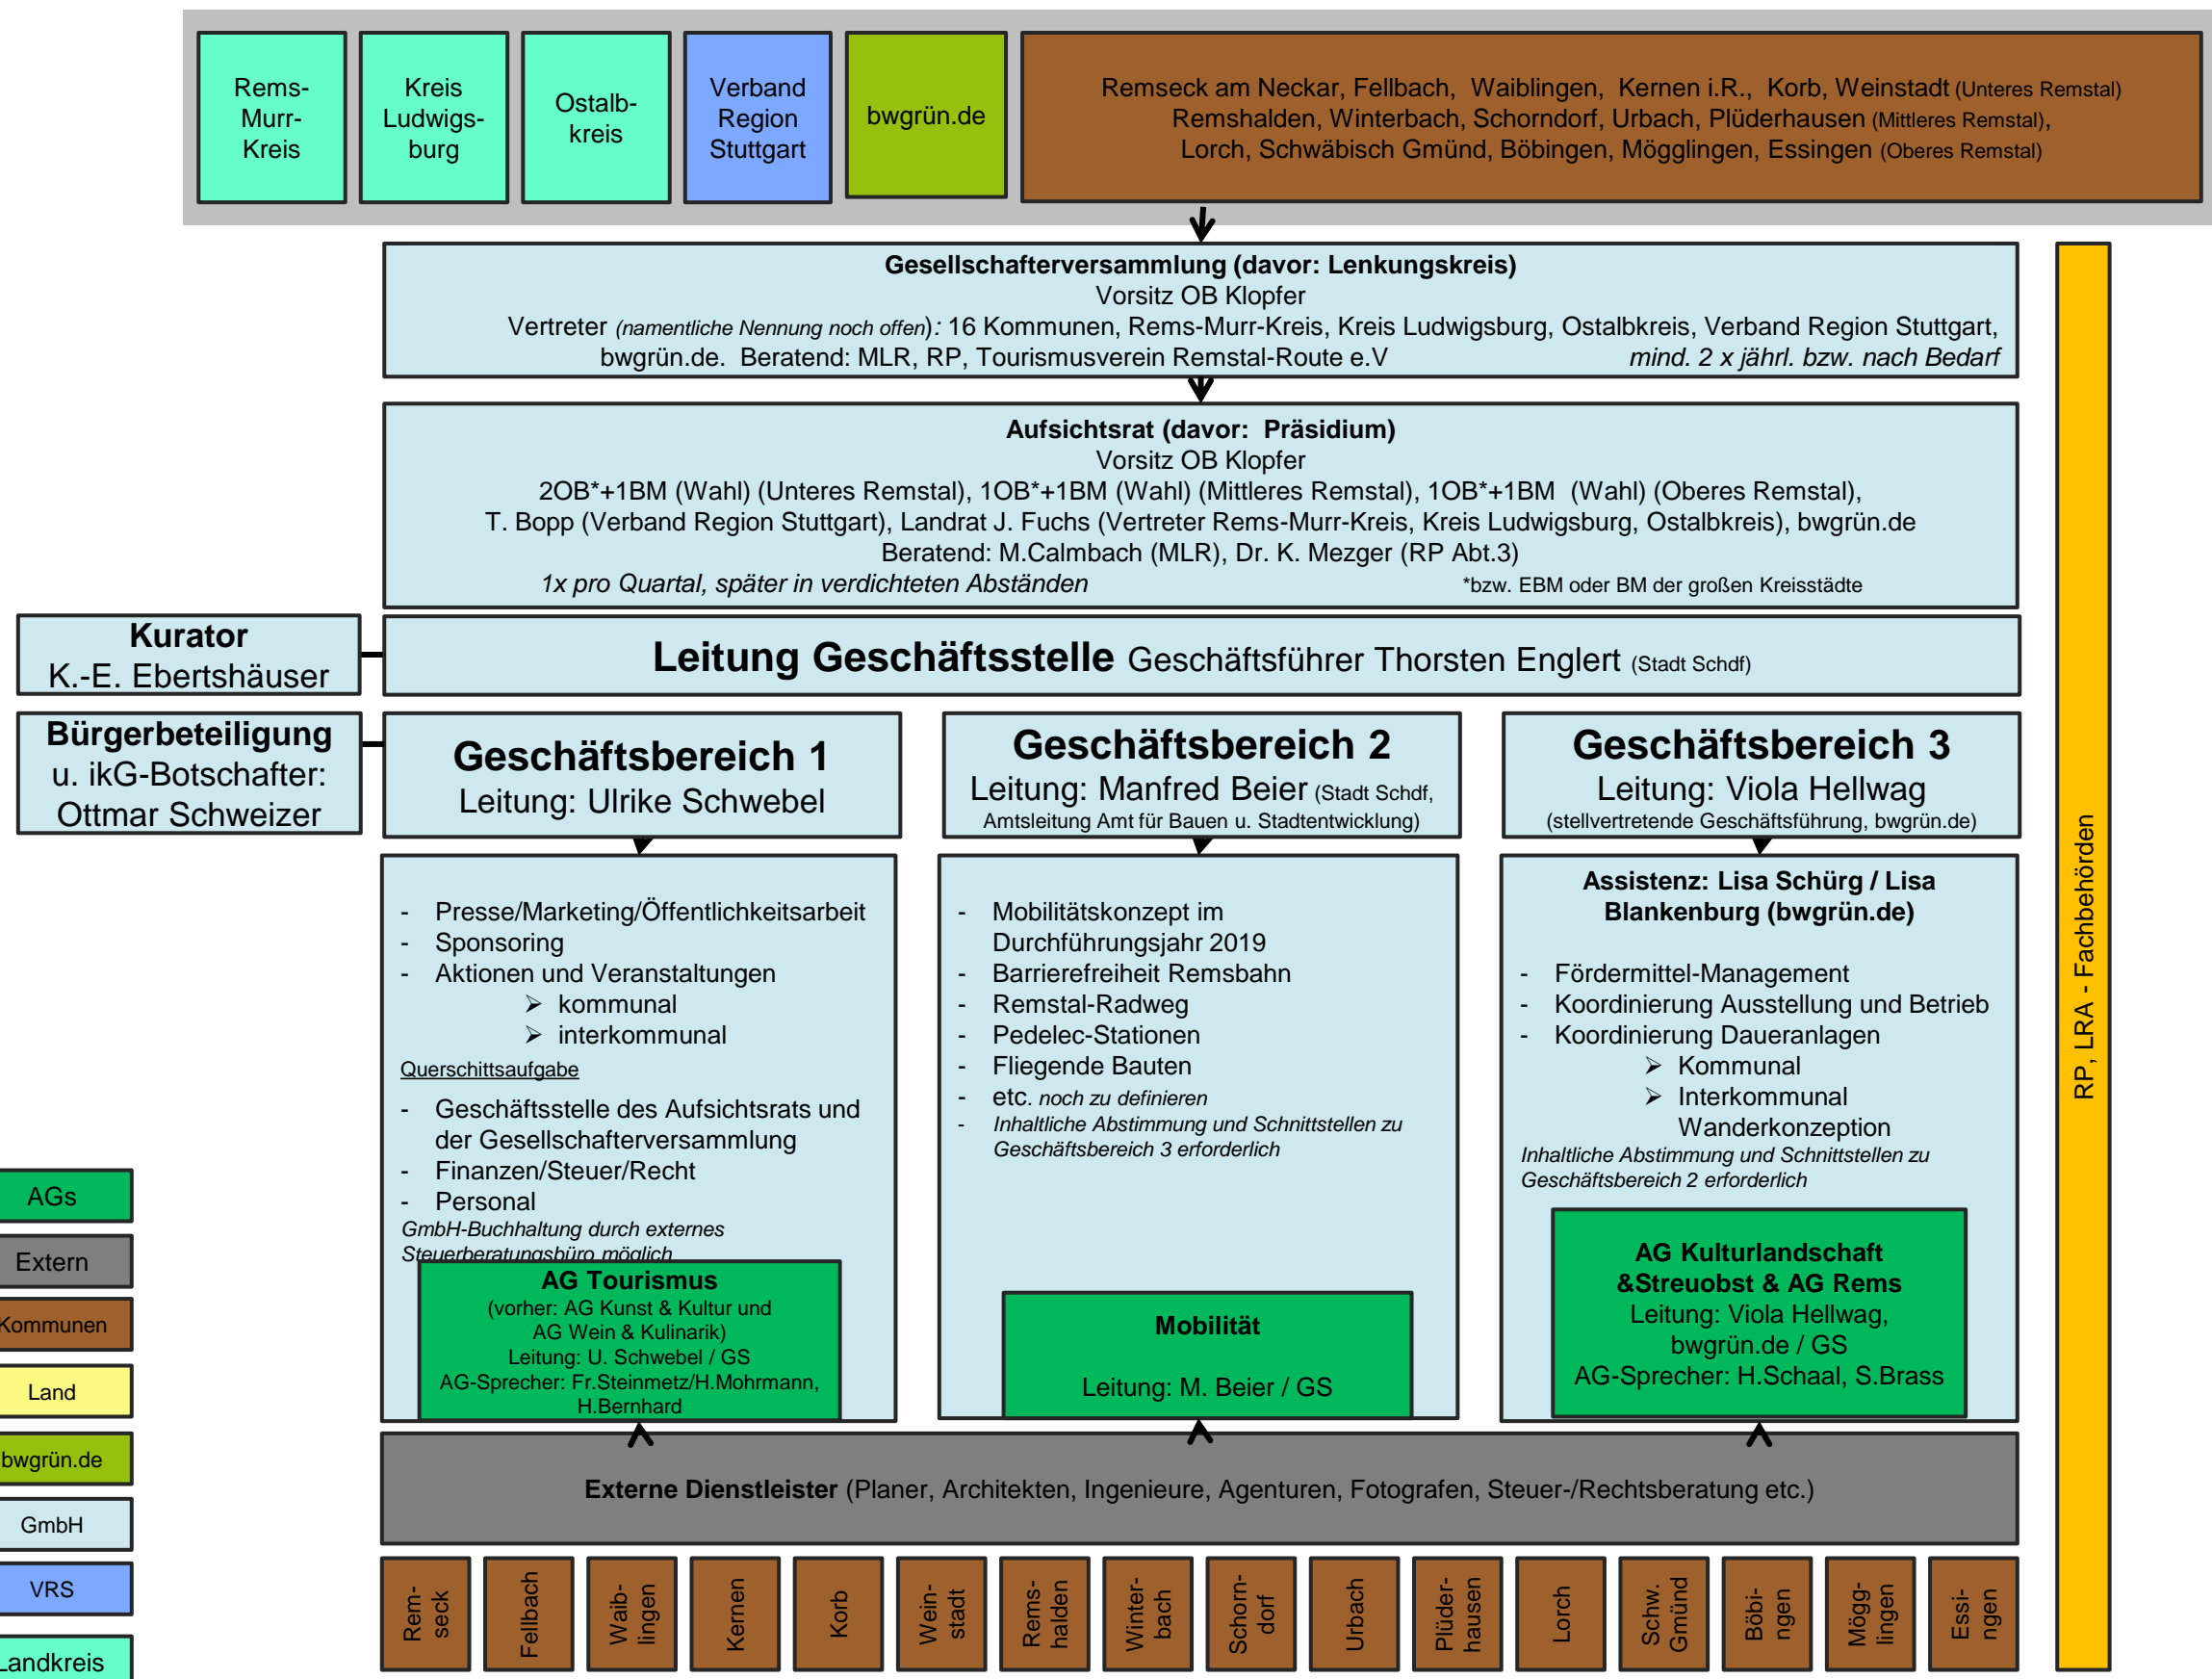 Rems-
Murr-
Kreis
Kreis
Ludwigs-
burg
Ostalb-
kreis
Verband
Region
Stuttgart
bwgrün.de
Remseck am Neckar, Fellbach, Waiblingen, Kernen i.R., Korb, Weinstadt (Unteres Remstal)
Remshalden, Winterbach, Schorndorf, Urbach, Plüderhausen (Mittleres Remstal),
Lorch, Schwäbisch Gmünd, Böbingen, Mögglingen, Essingen (Oberes Remstal)
Gesellschafterversammlung (davor: Lenkungskreis)
Vorsitz OB Klopfer
Vertreter (namentliche Nennung noch offen): 16 Kommunen, Rems-Murr-Kreis, Kreis Ludwigsburg, Ostalbkreis, Verband Region Stuttgart,
bwgrün.de. Beratend: MLR, RP, Tourismusverein Remstal-Route e.V mind. 2 x jährl. bzw. nach Bedarf
Aufsichtsrat (davor: Präsidium)
Vorsitz OB Klopfer
2OB*+1BM (Wahl) (Unteres Remstal), 1OB*+1BM (Wahl) (Mittleres Remstal), 1OB*+1BM (Wahl) (Oberes Remstal),
T. Bopp (Verband Region Stuttgart), Landrat J. Fuchs (Vertreter Rems-Murr-Kreis, Kreis Ludwigsburg, Ostalbkreis), bwgrün.de
Beratend: M.Calmbach (MLR), Dr. K. Mezger (RP Abt.3)
1x pro Quartal, später in verdichteten Abständen *bzw. EBM oder BM der großen Kreisstädte
Kurator
K.-E. Ebertshäuser
Leitung Geschäftsstelle Geschäftsführer Thorsten Englert (Stadt Schdf)
Bürgerbeteiligung
u. ikG-Botschafter:
Ottmar Schweizer
Geschäftsbereich 1
Leitung: Ulrike Schwebel
Geschäftsbereich 2
Leitung: Manfred Beier (Stadt Schdf,
Amtsleitung Amt für Bauen u. Stadtentwicklung)
Geschäftsbereich 3
Leitung: Viola Hellwag
(stellvertretende Geschäftsführung, bwgrün.de)
- Presse/Marketing/Öffentlichkeitsarbeit
- Sponsoring
- Aktionen und Veranstaltungen
➢ kommunal
➢ interkommunal
Querschittsaufgabe
- Geschäftsstelle des Aufsichtsrats und
der Gesellschafterversammlung
- Finanzen/Steuer/Recht
- Personal
GmbH-Buchhaltung durch externes
Steuerberatungsbüro möglich
AG Tourismus
(vorher: AG Kunst & Kultur und
AG Wein & Kulinarik)
Leitung: U. Schwebel / GS
AG-Sprecher: Fr.Steinmetz/H.Mohrmann,
H.Bernhard
- Mobilitätskonzept im
Durchführungsjahr 2019
- Barrierefreiheit Remsbahn
- Remstal-Radweg
- Pedelec-Stationen
- Fliegende Bauten
- etc. noch zu definieren
- Inhaltliche Abstimmung und Schnittstellen zu
Geschäftsbereich 3 erforderlich
Mobilität
Leitung: M. Beier / GS
Assistenz: Lisa Schürg / Lisa
Blankenburg (bwgrün.de)
- Fördermittel-Management
- Koordinierung Ausstellung und Betrieb
- Koordinierung Daueranlagen
➢ Kommunal
➢ Interkommunal
Wanderkonzeption
Inhaltliche Abstimmung und Schnittstellen zu
Geschäftsbereich 2 erforderlich
AG Kulturlandschaft
&Streuobst & AG Rems
Leitung: Viola Hellwag,
bwgrün.de / GS
AG-Sprecher: H.Schaal, S.Brass
RP, LRA - Fachbehörden
Externe Dienstleister (Planer, Architekten, Ingenieure, Agenturen, Fotografen, Steuer-/Rechtsberatung etc.)
Rem-
seck
Fellbach
Waib-
lingen
Kernen
Korb
Wein-
stadt
Rems-
halden
Winter-
bach
Schorn-
dorf
Urbach
Plüder-
hausen
Lorch
Schw.
Gmünd
Böbi-
ngen
Mögg-
lingen
Essi-
ngen
AGs
Extern
Kommunen
Land
bwgrün.de
GmbH
VRS
Landkreis